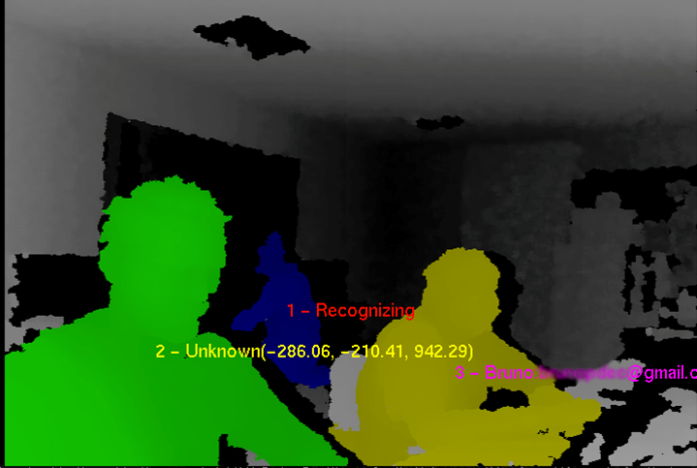 1 - Recognizing
2 - Unknown(-286.06, -210.41, 942.29)
3 - Bruno @gmail.c